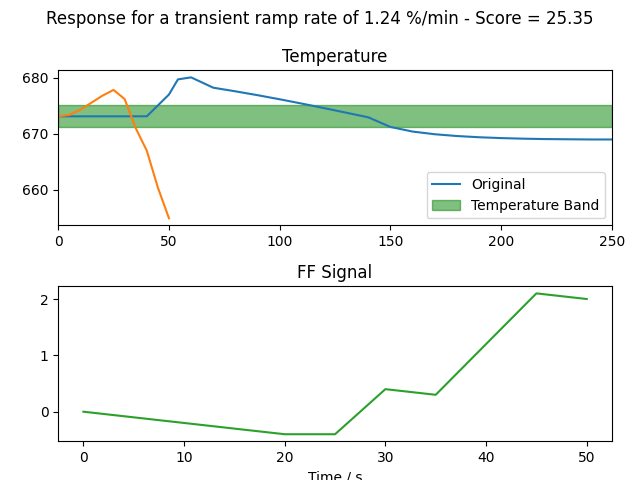 Response for a transient ramp rate of 1.24 %/min - Score = 25.35
Temperature
680
670
660
Original
Temperature Band
0 50 100 150 200 250
FF Signal
2
1
0
0 10 20 30 40 50
Time / s